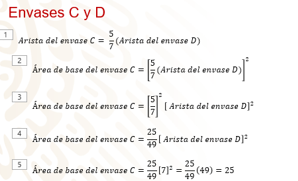 Envases C y D
1 Arista del envase C = 5/7 (Arista del envase D)
2 Área de base del envase C = [5/7 (Arista del envase D)]²
3 Área de base del envase C = [5/7]² [ Arista del envase D]²
4 Área de base del envase C = 25/49 [ Arista del envase D]²
5 Área de base del envase C = 25/49 [7]² = 25/49 (49) = 25